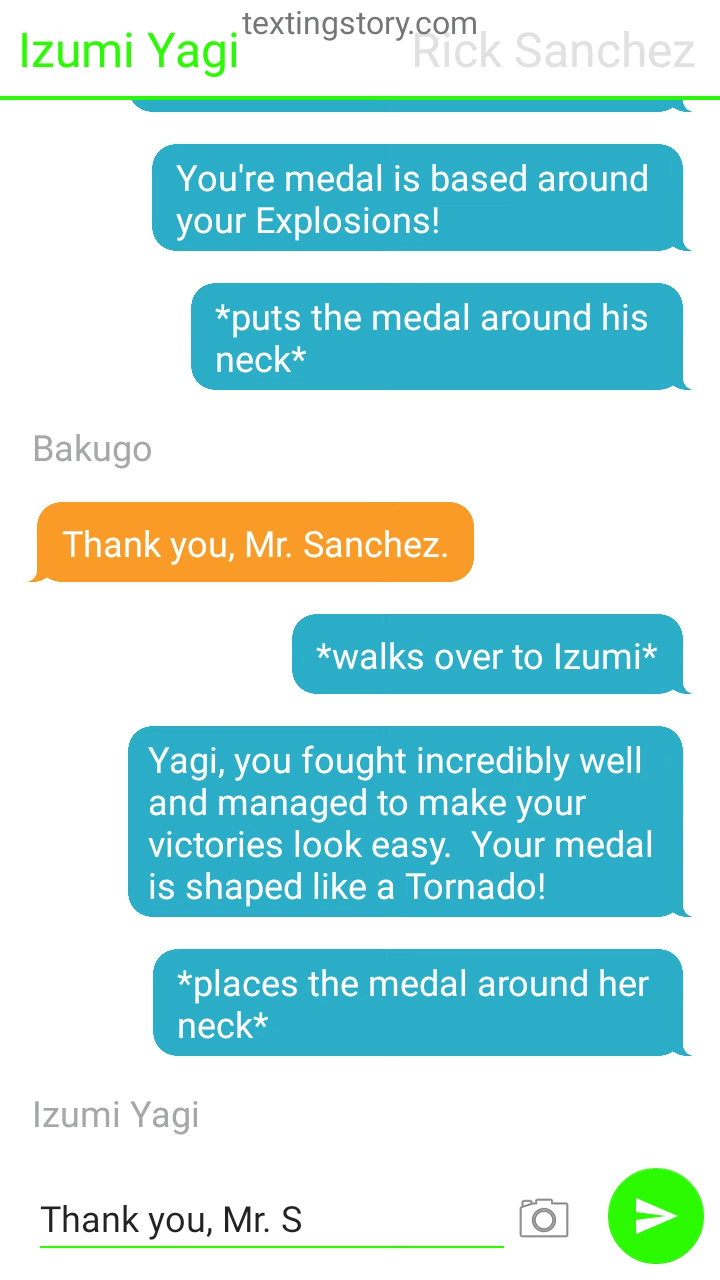 textingstory.com
Izumi Yagi
Rick Sanchez
You're medal is based around
your Explosions!
*puts the medal around his
neck*
Bakugo
Thank you, Mr. Sanchez.
*walks over to Izumi*
Yagi, you fought incredibly well
and managed to make your
victories look easy.  Your medal
is shaped like a Tornado!
*places the medal around her
neck*
Izumi Yagi
Thank you, Mr. S